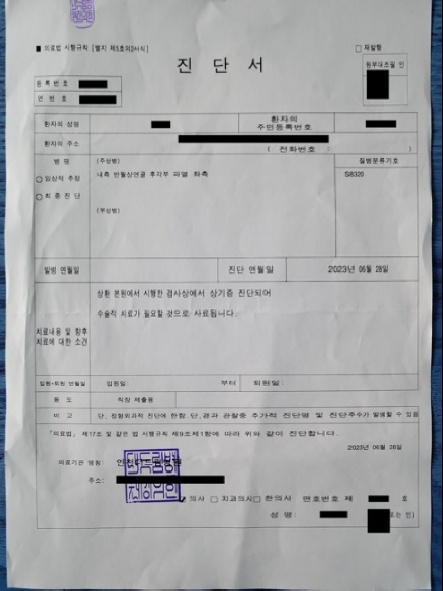 ■ 의료법 시행규칙 [별지 제5호의2서식]
□ 재발행
진 단 서
원부대조필 인
등록번호
연 번 호
환자의 성명
환자의 주민등록번호
환자의 주소
( 전화번호 : )
병 명
(주상병)
질병분류기호
○ 임상적 추정
내측 반월상연골 후각부 파열 좌측
S8320
○ 최 종 진 단
(부상병)
발병 연월일
진단 연월일
2023년 06월 28일
치료내용 및 향후 치료에 대한 소견
상환 본원에서 시행한 검사상에서 상기증 진단되어
수술적 치료가 필요할 것으로 사료됩니다.
입원·퇴원 연월일
입원일:
부터
퇴원일:
용 도
직장 제출용
비 고
단, 정형외과적 진단에 한함. 단, 경과 관찰중 추가적 진단명 및 진단주수가 발생할 수 있음
「의료법」 제17조 및 같은 법 시행규칙 제9조제1항에 따라 위와 같이 진단합니다.
2023년 06월 28일
의료기관 명칭:
주소:
의사 □ 치과의사 □ 한의사 면허번호 제 호
성 명:
또는 인)